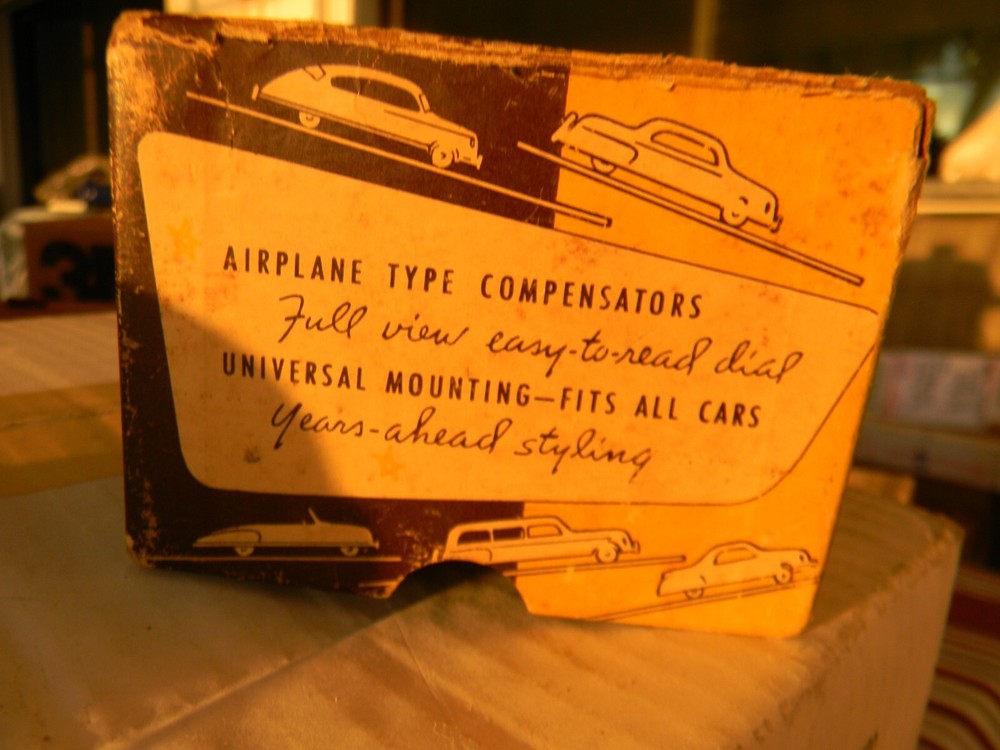 AIRPLANE TYPE COMPENSATORS
Full view easy-to-read dial
UNIVERSAL MOUNTING—FITS ALL CARS
Years-ahead styling